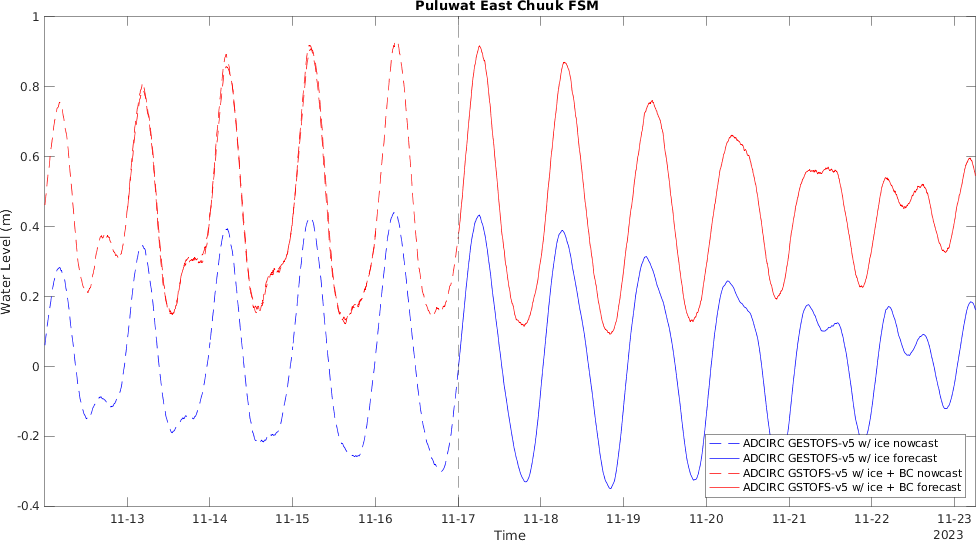 Puluwat East Chuuk FSM
1
0.8
0.6
0.4
0.2
0
-0.2
-0.4
Water Level (m)
ADCIRC GESTOFS-v5 w/ ice nowcast
ADCIRC GESTOFS-v5 w/ ice forecast
ADCIRC GSTOFS-v5 w/ ice + BC nowcast
ADCIRC GSTOFS-v5 w/ ice + BC forecast
11-13 11-14 11-15 11-16 11-17 11-18 11-19 11-20 11-21 11-22 11-23
Time
2023